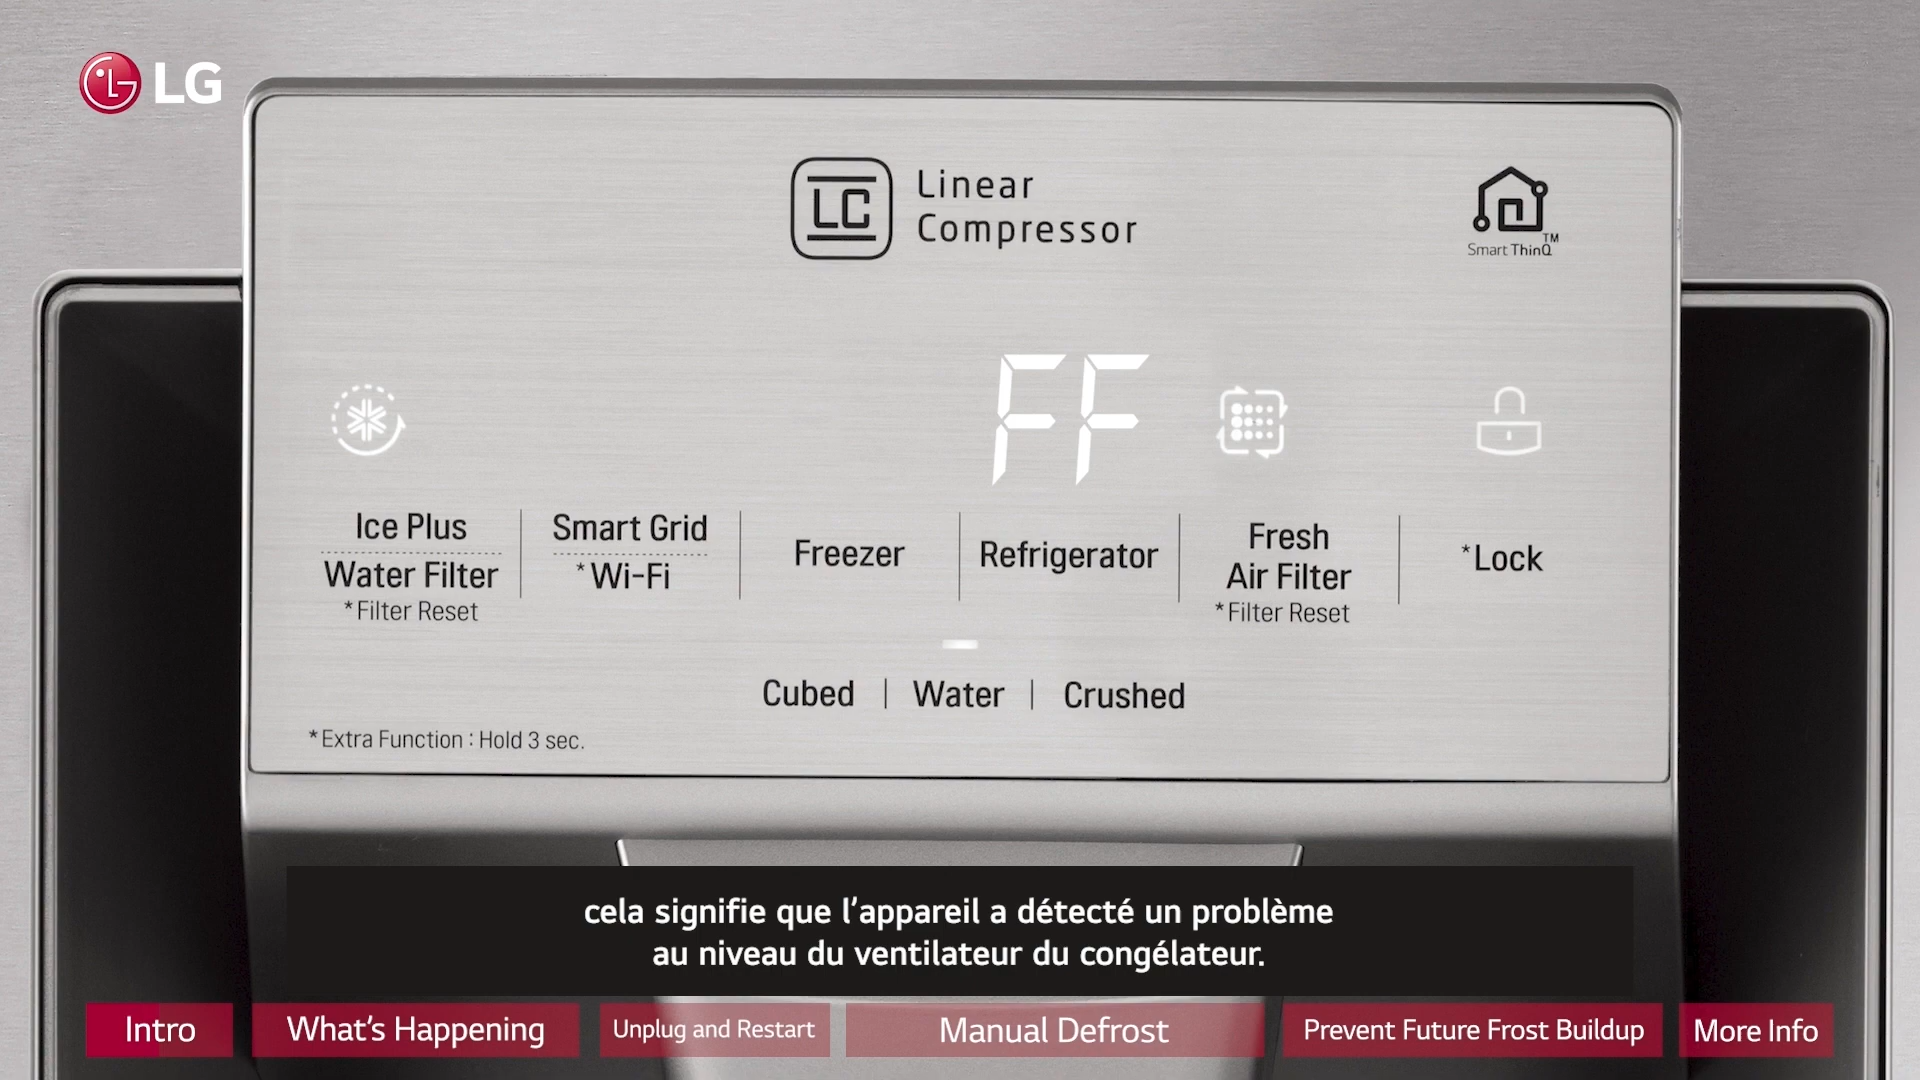 LG
LC
Linear
Compressor
Smart ThinQ™
FF
Ice Plus
Water Filter
*Filter Reset
Smart Grid
*Wi-Fi
Freezer
Refrigerator
Fresh
Air Filter
*Filter Reset
*Lock
Cubed | Water | Crushed
*Extra Function : Hold 3 sec.
cela signifie que l'appareil a détecté un problème
au niveau du ventilateur du congélateur.
Intro
What's Happening
Unplug and Restart
Manual Defrost
Prevent Future Frost Buildup
More Info